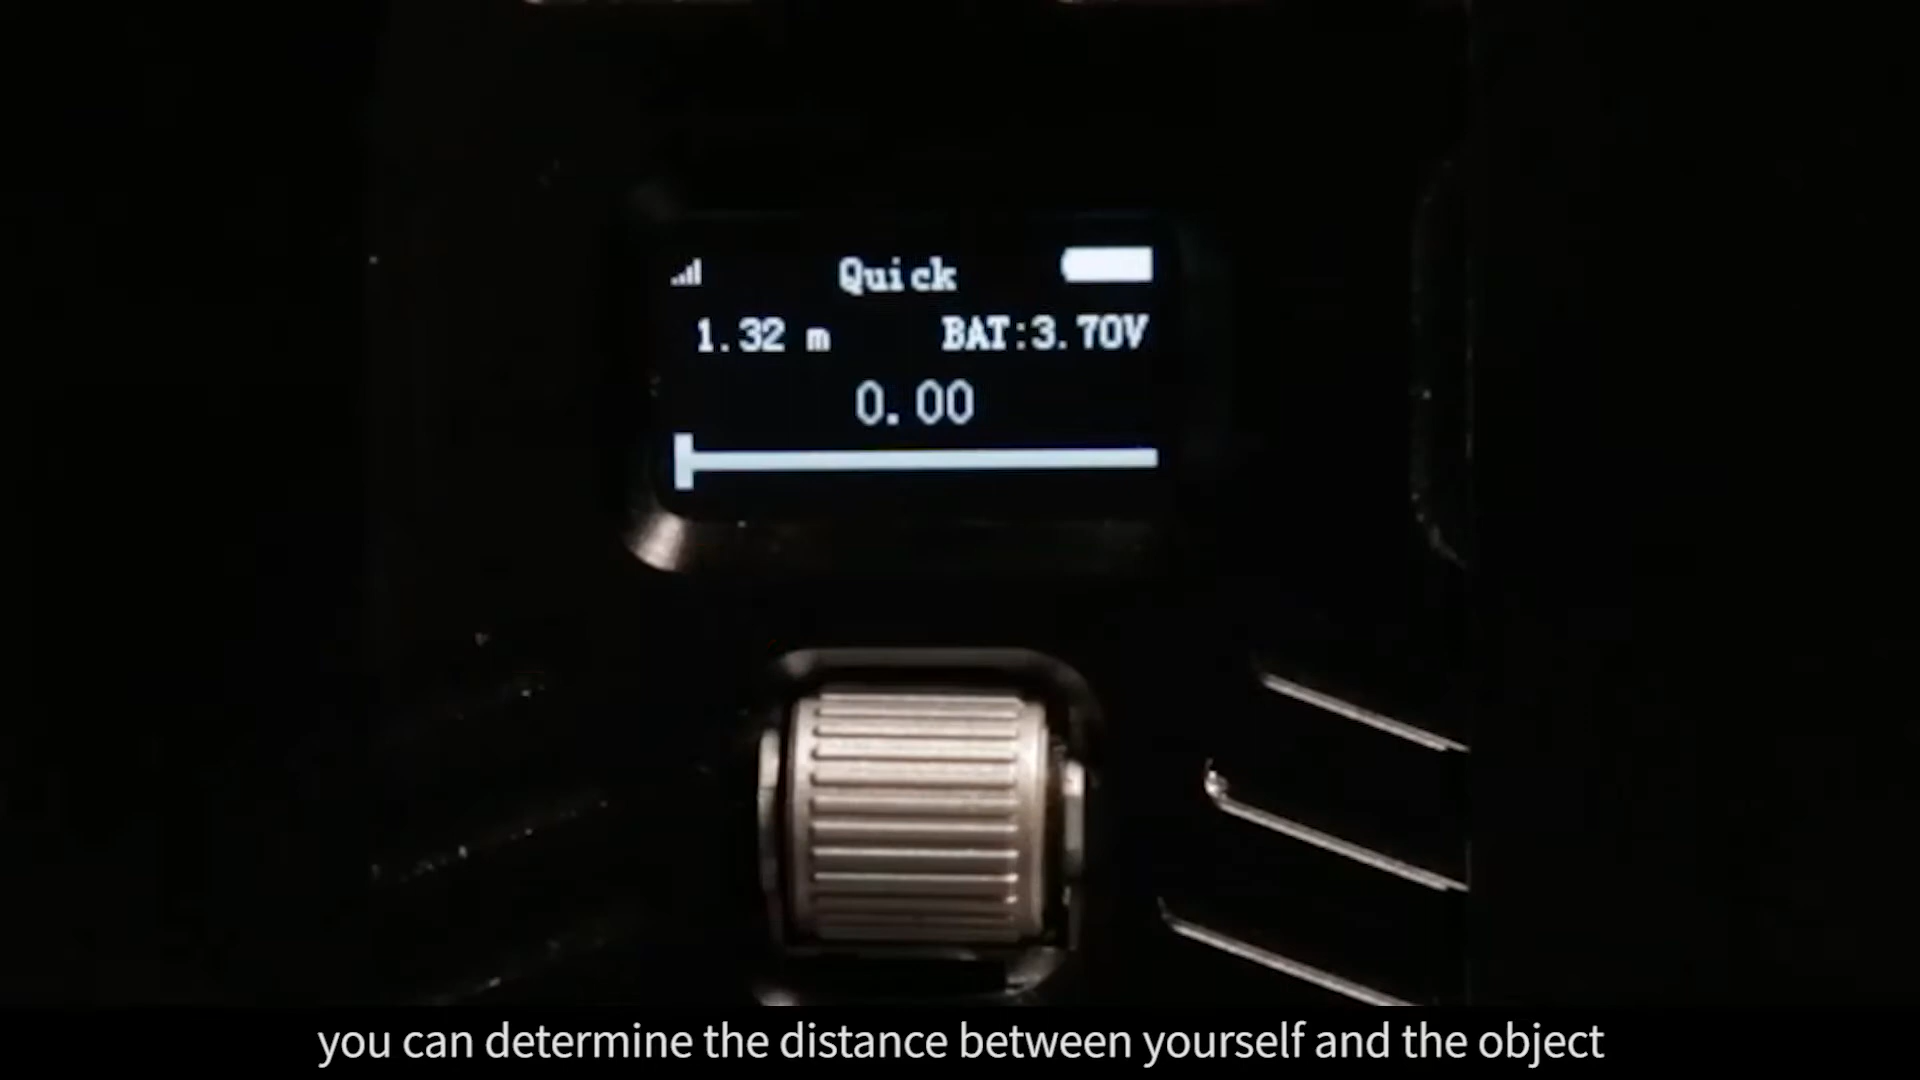 Quick
1.32 m BAT:3.70V
0.00
you can determine the distance between yourself and the object